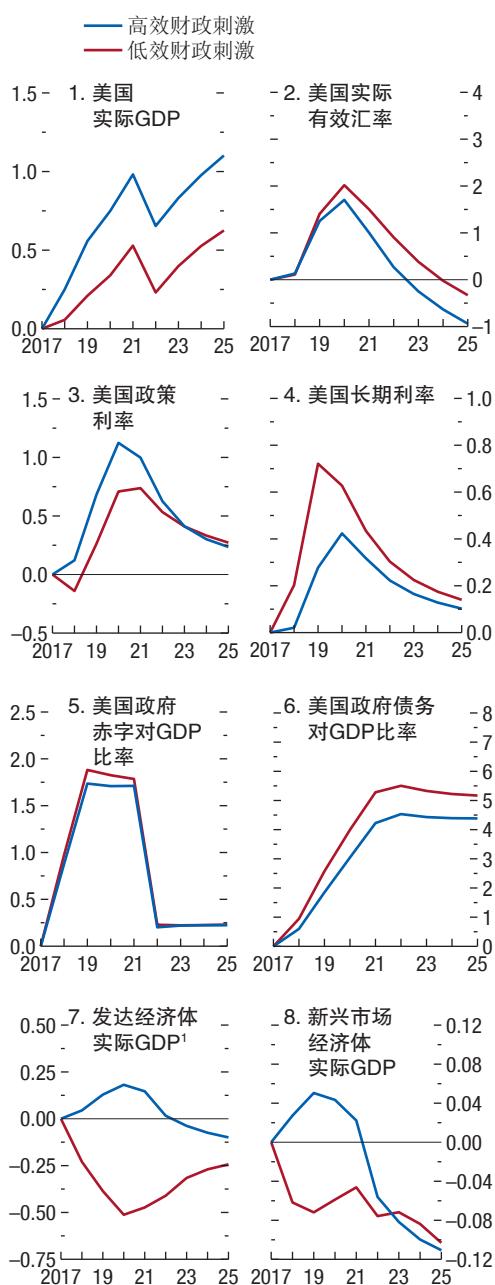 高效财政刺激
低效财政刺激
1. 美国
实际GDP
1.5
1.0
0.5
0.0
2017 19 21 23 25
2. 美国实际
有效汇率
4
3
2
1
0
–1
2017 19 21 23 25
3. 美国政策
利率
1.5
1.0
0.5
0.0
–0.5
2017 19 21 23 25
4. 美国长期利率
1.0
0.8
0.6
0.4
0.2
0.0
2017 19 21 23 25
5. 美国政府
赤字对GDP
比率
2.5
2.0
1.5
1.0
0.5
0.0
2017 19 21 23 25
6. 美国政府债务
对GDP比率
8
7
6
5
4
3
2
1
0
2017 19 21 23 25
7. 发达经济体
实际GDP¹
0.50
0.25
0.00
–0.25
–0.50
–0.75
2017 19 21 23 25
8. 新兴市场
经济体
实际GDP
0.12
0.08
0.04
0.00
–0.04
–0.08
–0.12
2017 19 21 23 25